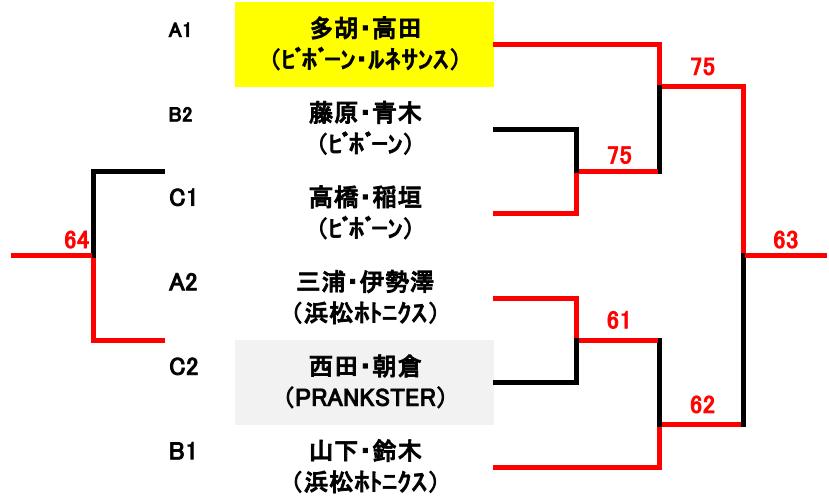 A1
多胡・高田
(ﾋﾞﾎﾞｰﾝ・ルネサンス)
75
B2
藤原・青木
(ﾋﾞﾎﾞｰﾝ)
75
C1
高橋・稲垣
(ﾋﾞﾎﾞｰﾝ)
64
63
A2
三浦・伊勢澤
(浜松ﾎﾄﾆクス)
61
C2
西田・朝倉
(PRANKSTER)
62
B1
山下・鈴木
(浜松ﾎﾄﾆクス)